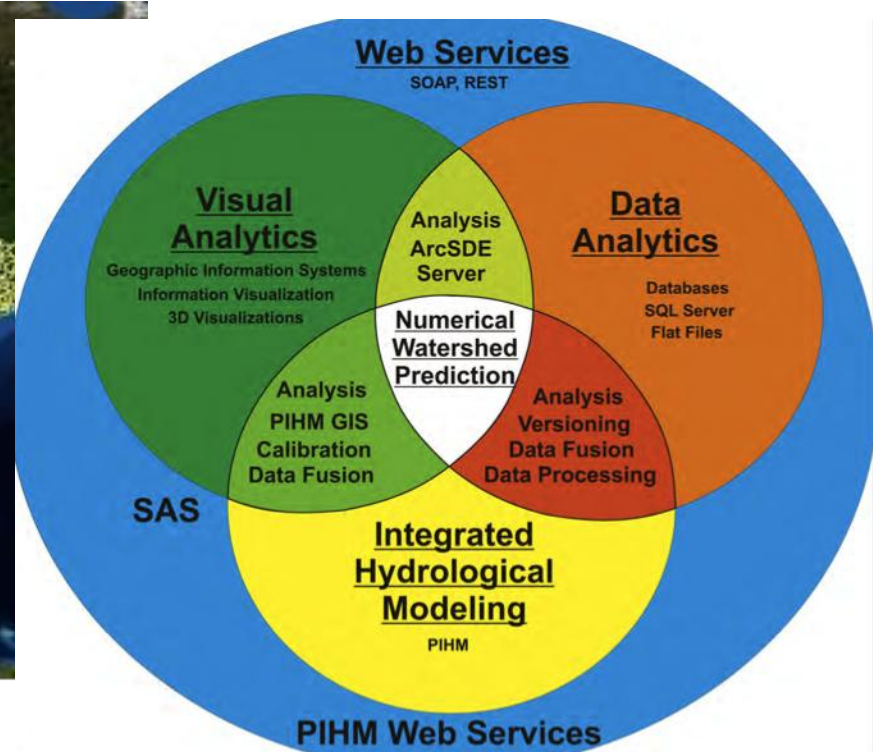 Web Services
SOAP, REST
Visual
Analytics
Geographic Information Systems
Information Visualization
3D Visualizations
Analysis
ArcSDE
Server
Data
Analytics
Databases
SQL Server
Flat Files
Numerical
Watershed
Prediction
Analysis
PIHM GIS
Calibration
Data Fusion
Analysis
Versioning
Data Fusion
Data Processing
SAS
Integrated
Hydrological
Modeling
PIHM
PIHM Web Services